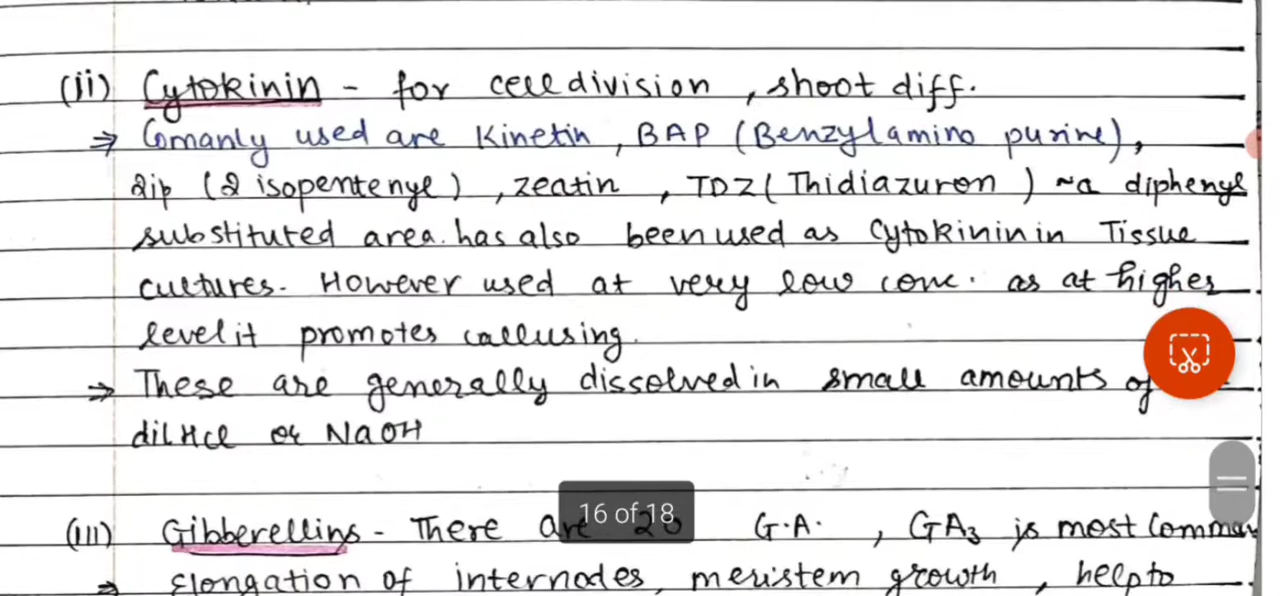 (ii) Cytokinin - for cell division , shoot diff.
⇒ Comanly used are Kinetin , BAP (Benzylamino purine),
2ip (2 isopentenyl) , zeatin , TDZ ( Thidiazuron ) ~a diphenyl
substituted area. has also been used as Cytokinin in Tissue
cultures. However used at very low conc. as at higher
level it promotes callusing.
⇒ These are generally dissolved in small amounts of
dil HCl or NaOH
16 of 18
(iii) Gibberellins - There are 20 G.A. , GA3 is most Comman
⇒ Elongation of internodes, meristem growth , help to